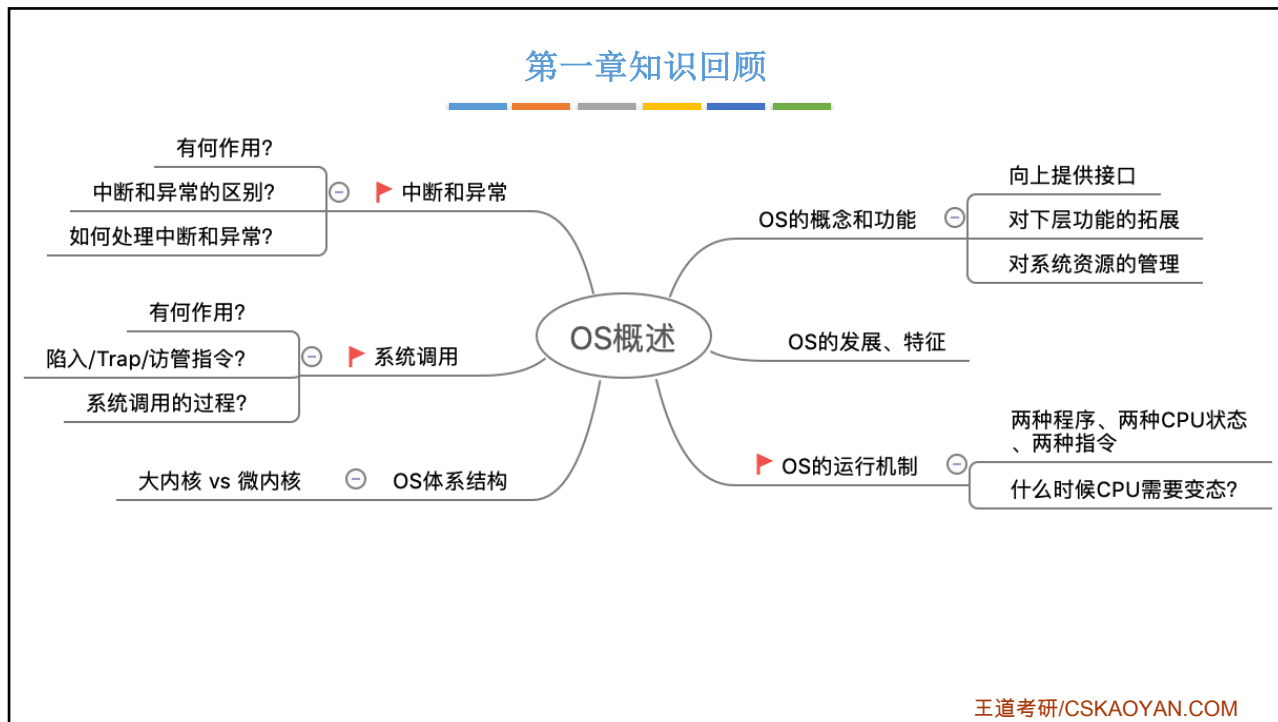 第一章知识回顾
有何作用?
中断和异常的区别?
如何处理中断和异常?
中断和异常
有何作用?
陷入/Trap/访管指令?
系统调用的过程?
系统调用
大内核 vs 微内核
OS体系结构
OS概述
OS的概念和功能
向上提供接口
对下层功能的拓展
对系统资源的管理
OS的发展、特征
OS的运行机制
两种程序、两种CPU状态
、两种指令
什么时候CPU需要变态?
王道考研/CSKAOYAN.COM